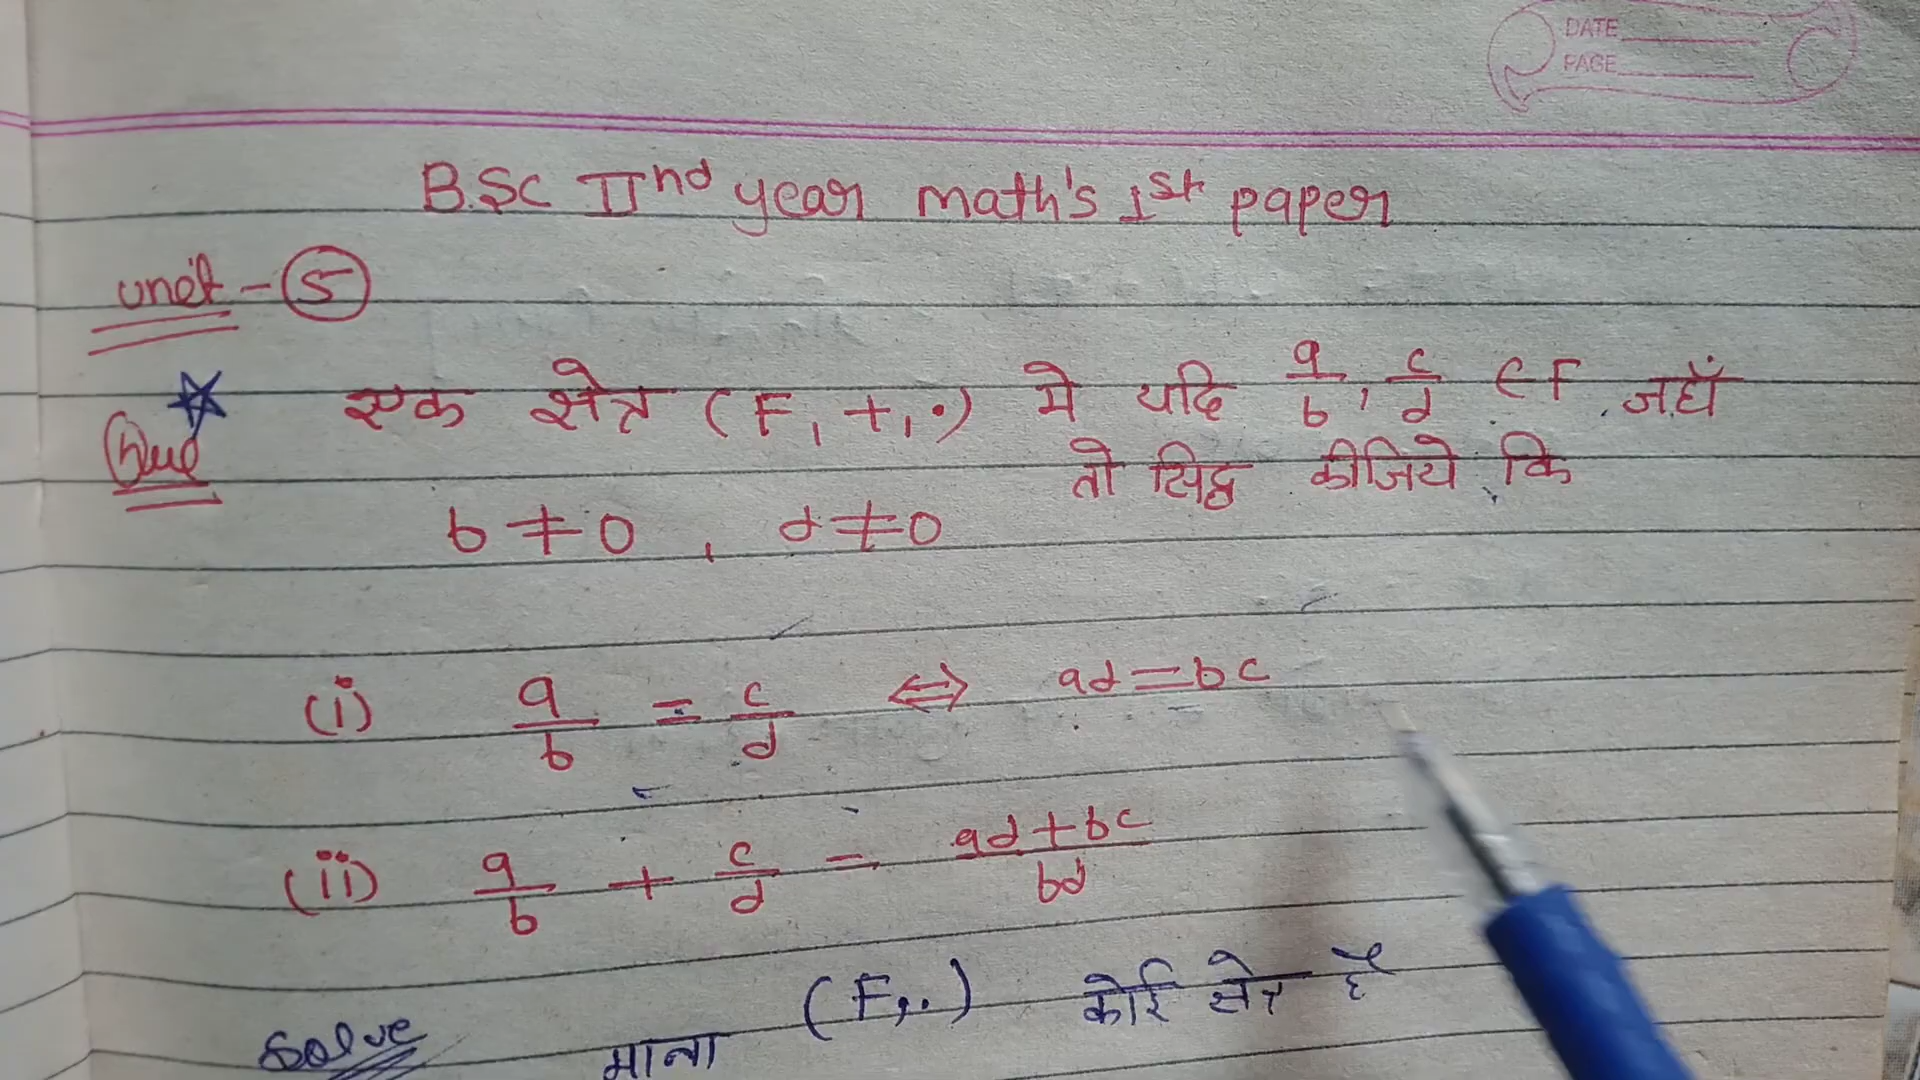 DATE
PAGE
B.Sc IInd year math's 1st paper
unit - 5
Que एक क्षेत्र (F, +, •) मे यदि a/b, c/d ∈ F जहाँ
b ≠ 0 , d ≠ 0 तो सिद्ध कीजिये कि
(i) a/b = c/d ⇔ ad = bc
(ii) a/b + c/d = ad+bc/bd
Solve माना (F, .) कोई क्षेत्र है